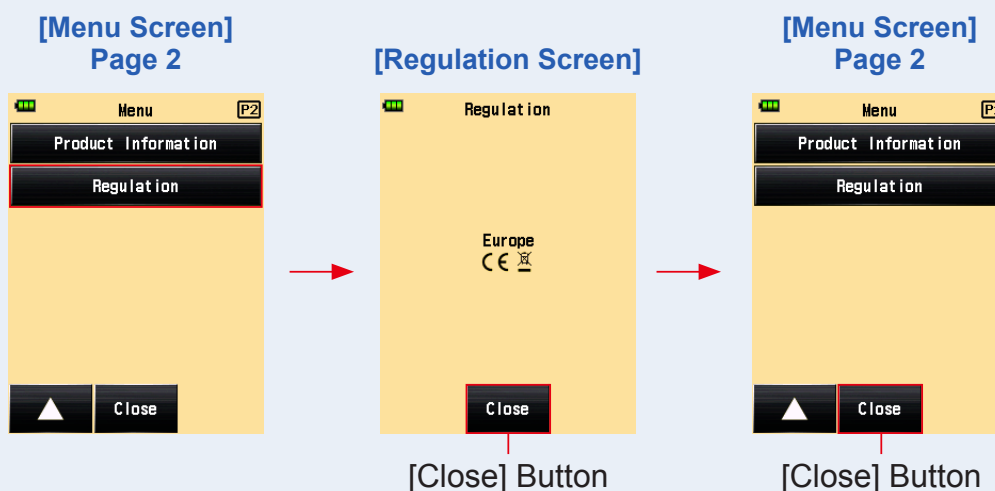 [Menu Screen]
Page 2
Menu
P2
Product Information
Regulation
Close
[Regulation Screen]
Regulation
Europe
CE
Close
[Close] Button
[Menu Screen]
Page 2
Menu
Product Information
Regulation
Close
[Close] Button